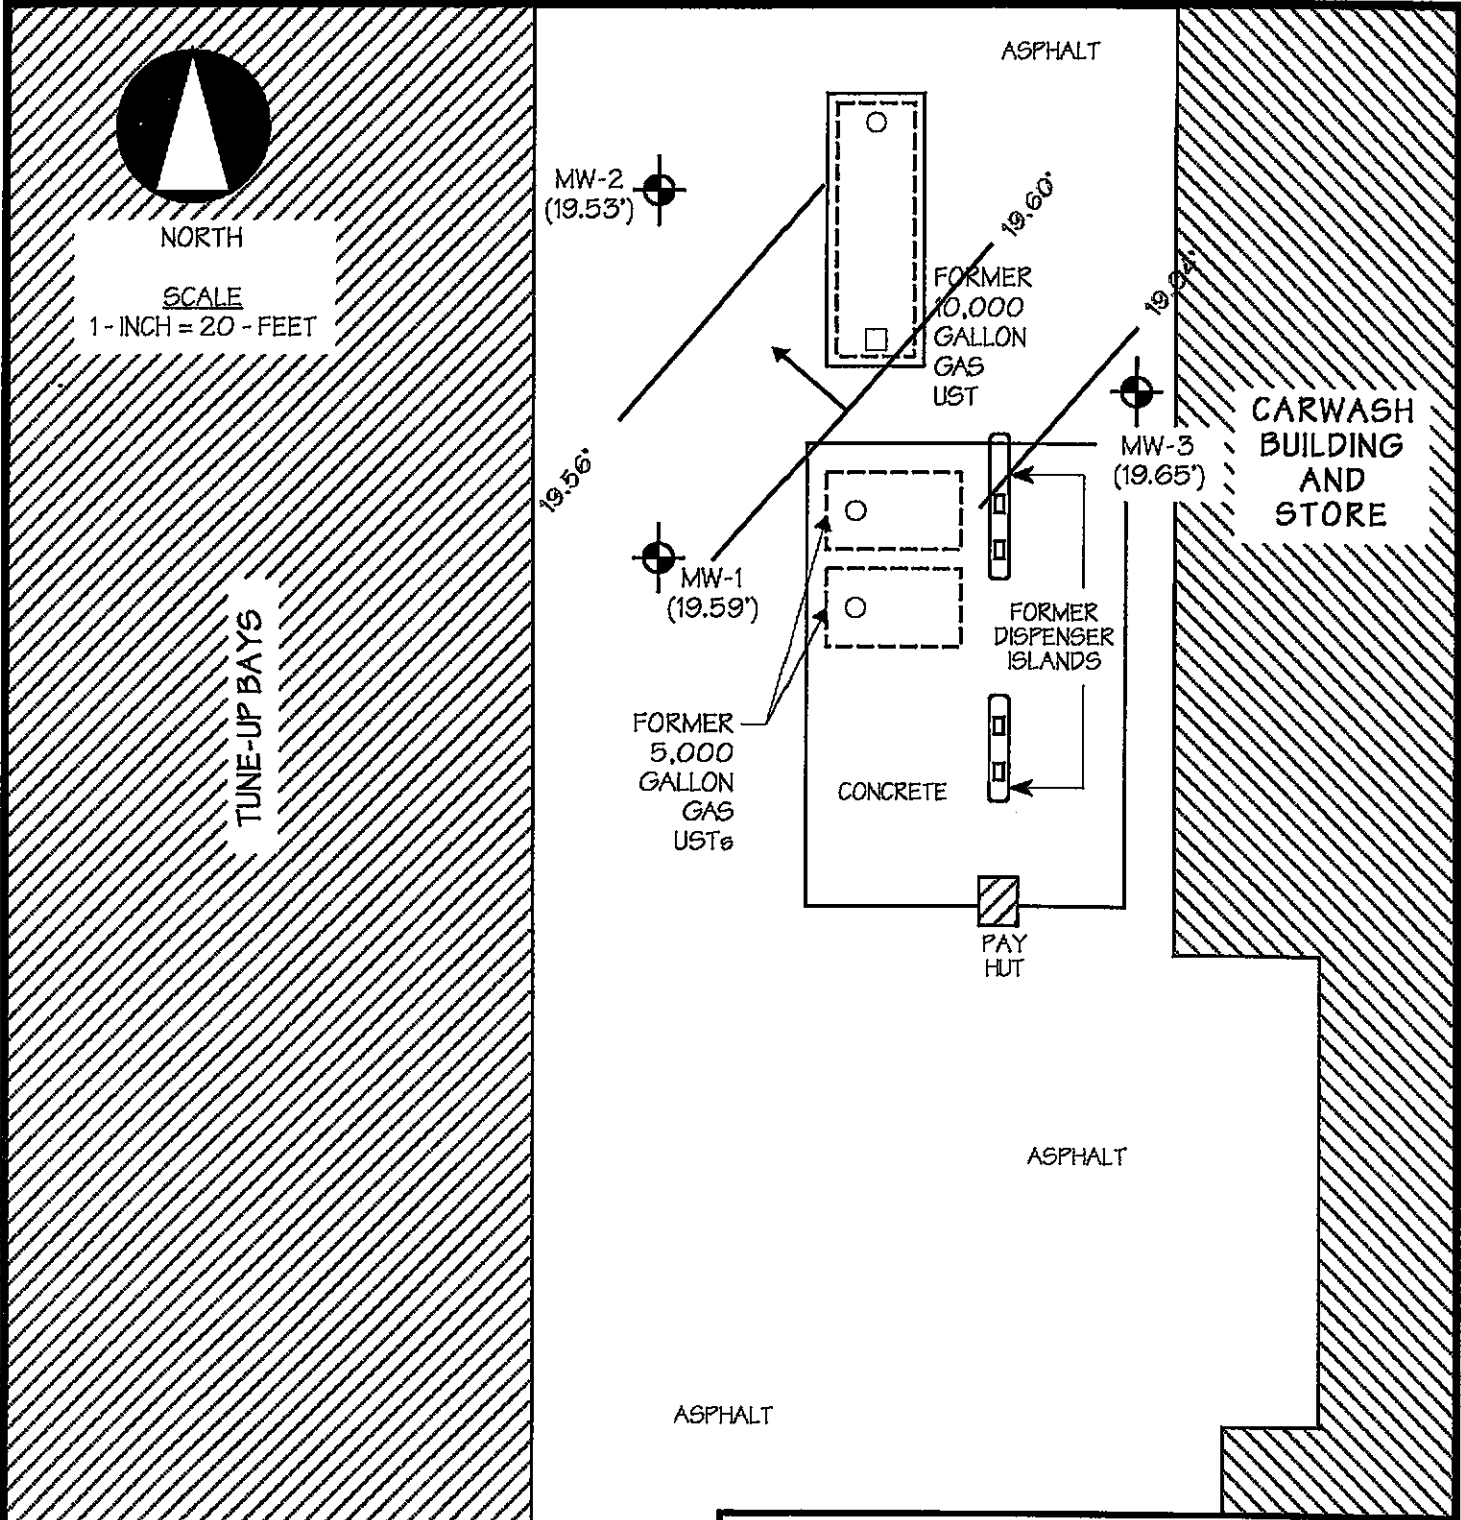 ASPHALT
MW-2
(19.53')
NORTH
SCALE
1 - INCH = 20 - FEET
19.60'
19.64'
FORMER
10,000
GALLON
GAS
UST
19.56'
MW-3
(19.65')
CARWASH
BUILDING
AND
STORE
MW-1
(19.59')
TUNE-UP BAYS
FORMER
DISPENSER
ISLANDS
FORMER
5,000
GALLON
GAS
USTs
CONCRETE
PAY
HUT
ASPHALT
ASPHALT